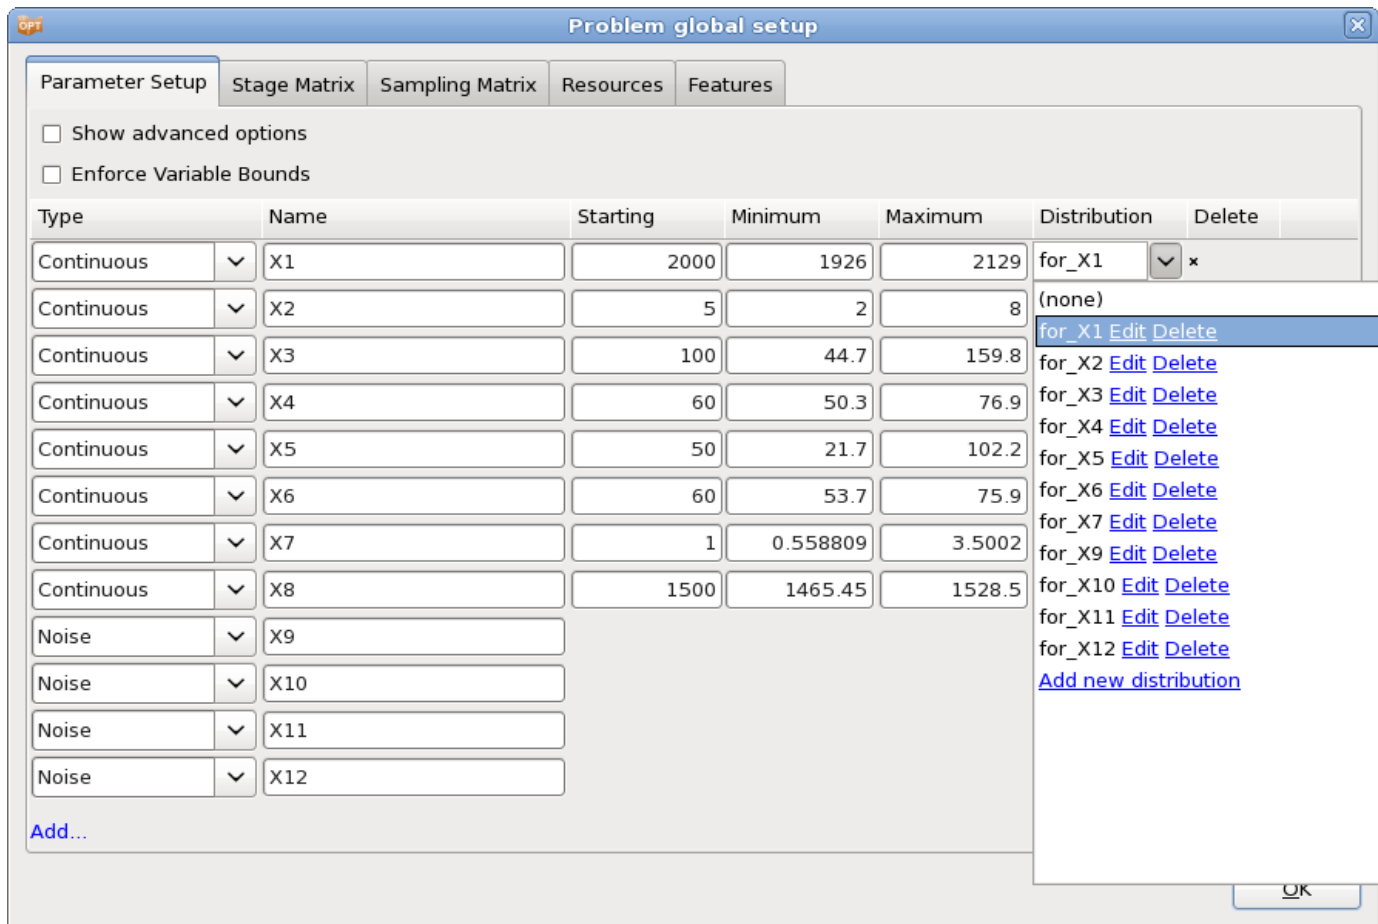 OPT Problem global setup
Parameter Setup Stage Matrix Sampling Matrix Resources Features
Show advanced options
Enforce Variable Bounds
Type Name Starting Minimum Maximum Distribution Delete
Continuous X1 2000 1926 2129 for_X1 ×
(none)
Continuous X2 5 2 8
for_X1 Edit Delete
Continuous X3 100 44.7 159.8
for_X2 Edit Delete
for_X3 Edit Delete
Continuous X4 60 50.3 76.9
for_X4 Edit Delete
Continuous X5 50 21.7 102.2
for_X5 Edit Delete
Continuous X6 60 53.7 75.9
for_X6 Edit Delete
for_X7 Edit Delete
Continuous X7 1 0.558809 3.5002
for_X9 Edit Delete
Continuous X8 1500 1465.45 1528.5
for_X10 Edit Delete
for_X11 Edit Delete
Noise X9
for_X12 Edit Delete
Noise X10
Add new distribution
Noise X11
Noise X12
Add...
OK